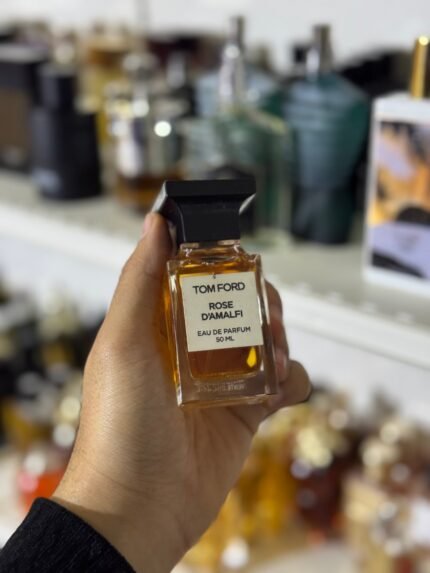 TOM FORD
ROSE
D'AMALFI
EAU DE PARFUM
50 ML